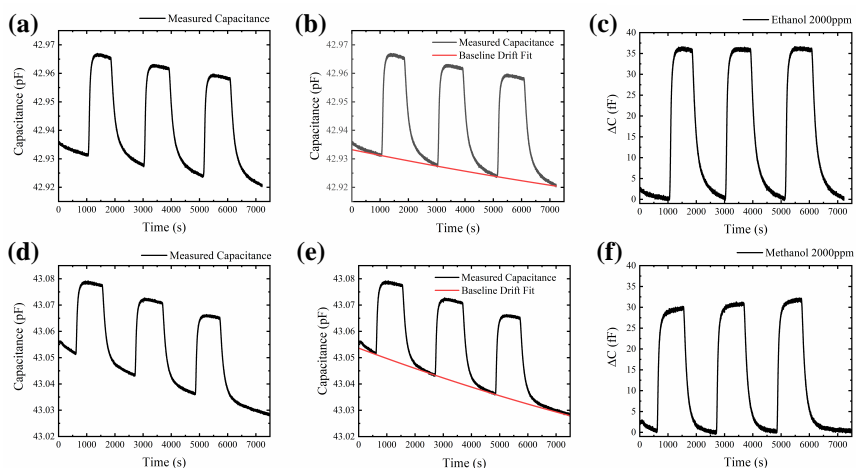 (a)
Measured Capacitance
42.97
42.96
42.95
42.94
42.93
42.92
Capacitance (pF)
0 1000 2000 3000 4000 5000 6000 7000
Time (s)
(b)
Measured Capacitance
Baseline Drift Fit
42.97
42.96
42.95
42.94
42.93
42.92
Capacitance (pF)
0 1000 2000 3000 4000 5000 6000 7000
Time (s)
(c)
Ethanol 2000ppm
40
35
30
25
20
15
10
5
0
ΔC (fF)
0 1000 2000 3000 4000 5000 6000 7000
Time (s)
(d)
Measured Capacitance
43.08
43.07
43.06
43.05
43.04
43.03
43.02
Capacitance (pF)
0 1000 2000 3000 4000 5000 6000 7000
Time (s)
(e)
Measured Capacitance
Baseline Drift Fit
43.08
43.07
43.06
43.05
43.04
43.03
43.02
Capacitance (pF)
0 1000 2000 3000 4000 5000 6000 7000
Time (s)
(f)
Methanol 2000ppm
40
35
30
25
20
15
10
5
0
ΔC (fF)
0 1000 2000 3000 4000 5000 6000 7000
Time (s)